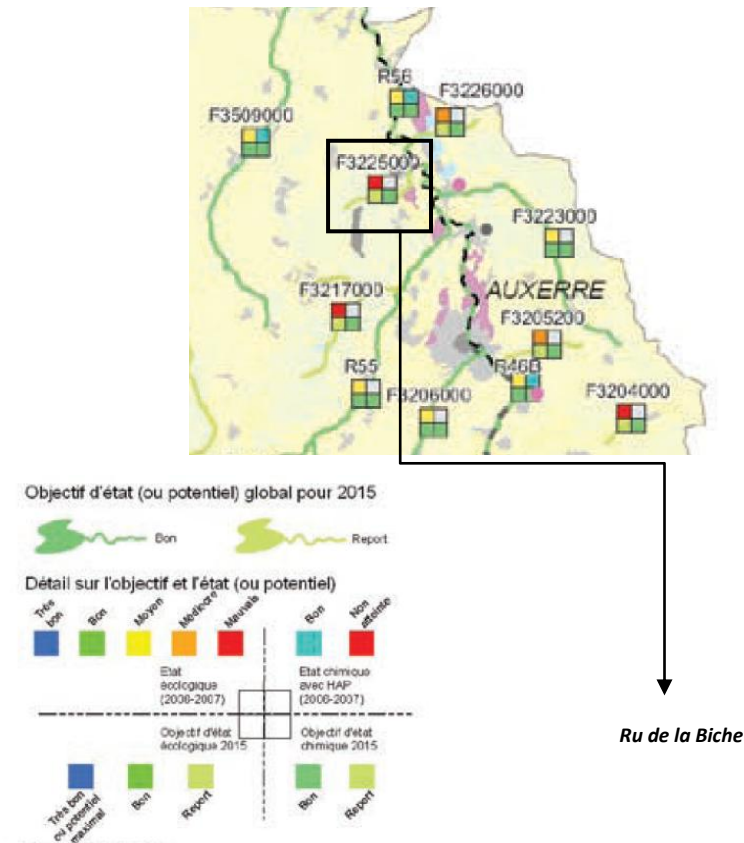 R56
F3226000
F3509000
F3225000
F3223000
AUXERRE
F3217000
F3205200
R55
R46B
F3206000
F3204000
Objectif d'état (ou potentiel) global pour 2015
Bon
Report
Détail sur l'objectif et l'état (ou potentiel)
Très bon
Bon
Moyen
Médiocre
Mauvais
Bon
Non atteinte
Etat écologique (2006-2007)
Etat chimique avec HAP (2006-2007)
Objectif d'état écologique 2015
Objectif d'état chimique 2015
Ru de la Biche
Très bon ou potentiel maximal
Bon
Report
Bon
Report